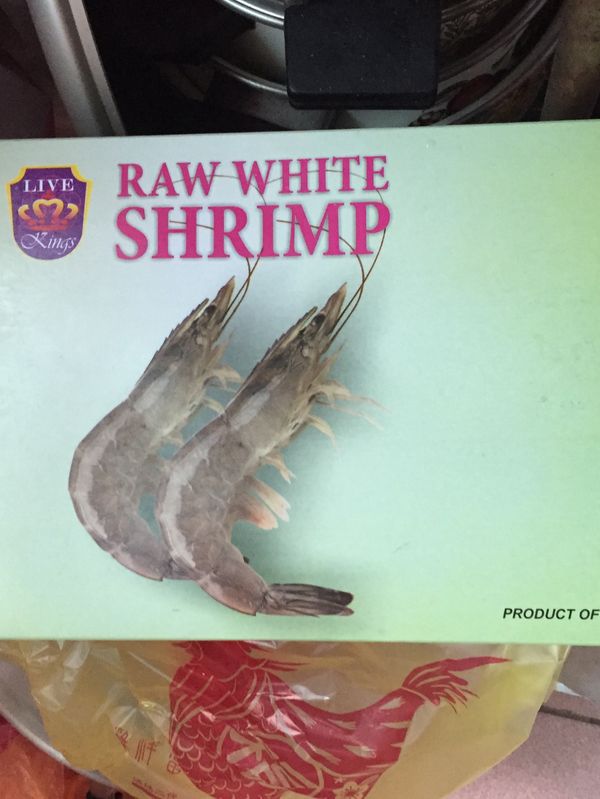 LIVE
Kings
RAW WHITE
SHRIMP
PRODUCT OF